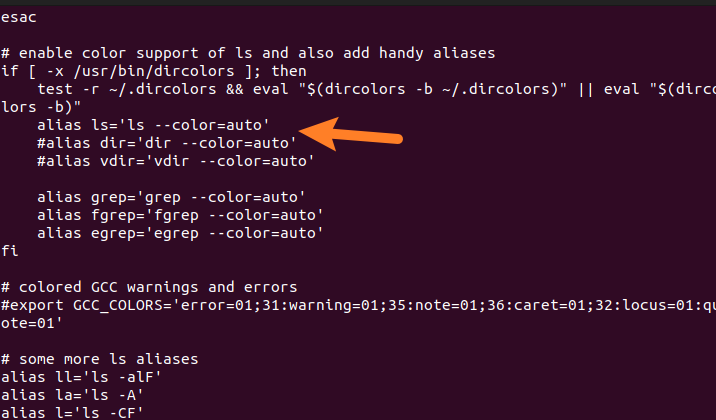 esac

# enable color support of ls and also add handy aliases
if [ -x /usr/bin/dircolors ]; then
    test -r ~/.dircolors && eval "$(dircolors -b ~/.dircolors)" || eval "$(dirc
lors -b)"
    alias ls='ls --color=auto'
    #alias dir='dir --color=auto'
    #alias vdir='vdir --color=auto'

    alias grep='grep --color=auto'
    alias fgrep='fgrep --color=auto'
    alias egrep='egrep --color=auto'
fi

# colored GCC warnings and errors
#export GCC_COLORS='error=01;31:warning=01;35:note=01;36:caret=01;32:locus=01:qu
ote=01'

# some more ls aliases
alias ll='ls -alF'
alias la='ls -A'
alias l='ls -CF'